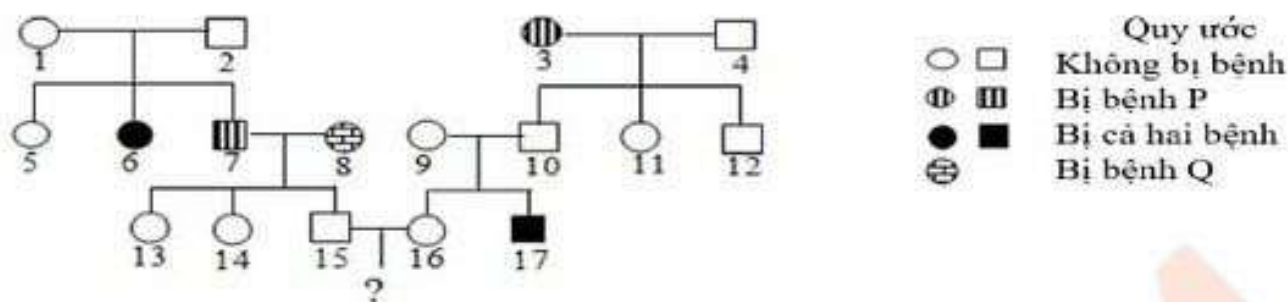 Quy ước
1 2 3 4 Không bị bệnh
Bị bệnh P
5 6 7 8 9 10 11 12 Bị cả hai bệnh
Bị bệnh Q
13 14 15 16 17
?